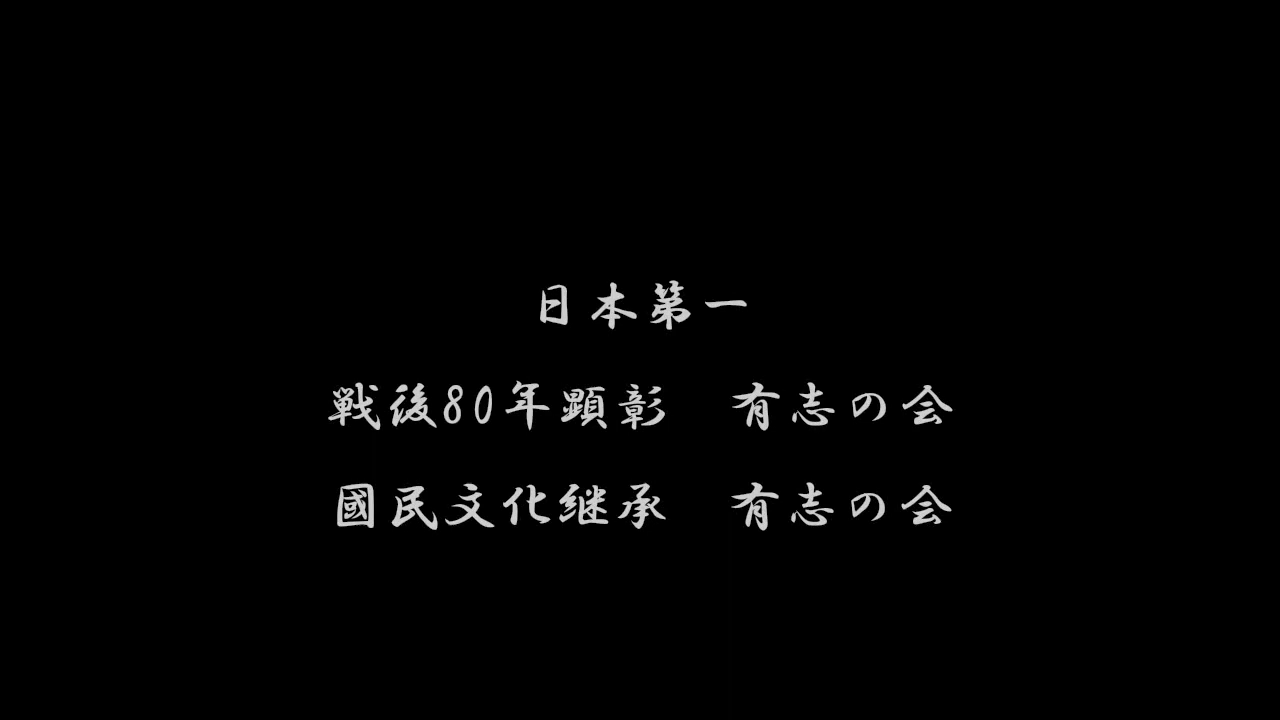 日本第一
戦後80年顕彰　有志の会
國民文化継承　有志の会